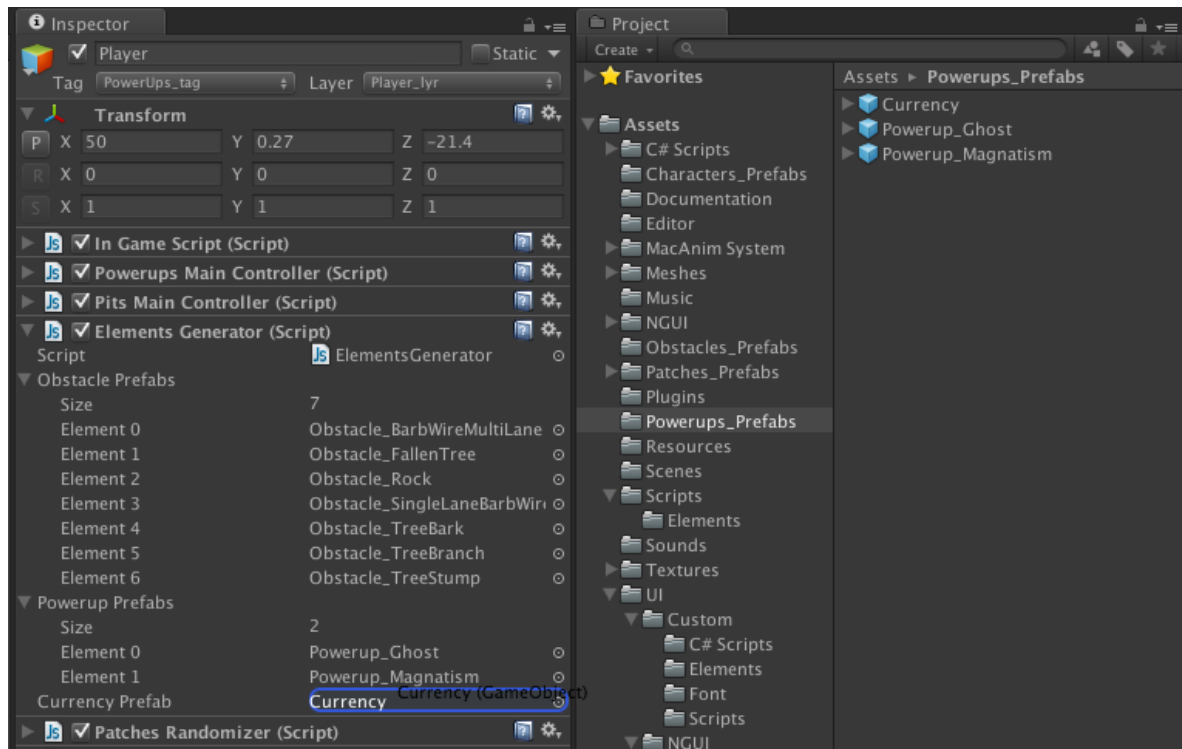 Inspector
Player
Static
Tag PowerUps_tag Layer Player_lyr
Transform
P X 50 Y 0.27 Z -21.4
R X 0 Y 0 Z 0
S X 1 Y 1 Z 1
Js In Game Script (Script)
Js Powerups Main Controller (Script)
Js Pits Main Controller (Script)
Js Elements Generator (Script)
Script Js ElementsGenerator
Obstacle Prefabs
Size 7
Element 0 Obstacle_BarbWireMultiLane
Element 1 Obstacle_FallenTree
Element 2 Obstacle_Rock
Element 3 Obstacle_SingleLaneBarbWir
Element 4 Obstacle_TreeBark
Element 5 Obstacle_TreeBranch
Element 6 Obstacle_TreeStump
Powerup Prefabs
Size 2
Element 0 Powerup_Ghost
Element 1 Powerup_Magnatism
Currency (GameObject)
Currency Prefab Currency
Js Patches Randomizer (Script)
Project
Create
Favorites
Assets
C# Scripts
Characters_Prefabs
Documentation
Editor
MacAnim System
Meshes
Music
NGUI
Obstacles_Prefabs
Patches_Prefabs
Plugins
Powerups_Prefabs
Resources
Scenes
Scripts
Elements
Sounds
Textures
UI
Custom
C# Scripts
Elements
Font
Scripts
NGUI
Assets ▸ Powerups_Prefabs
Currency
Powerup_Ghost
Powerup_Magnatism